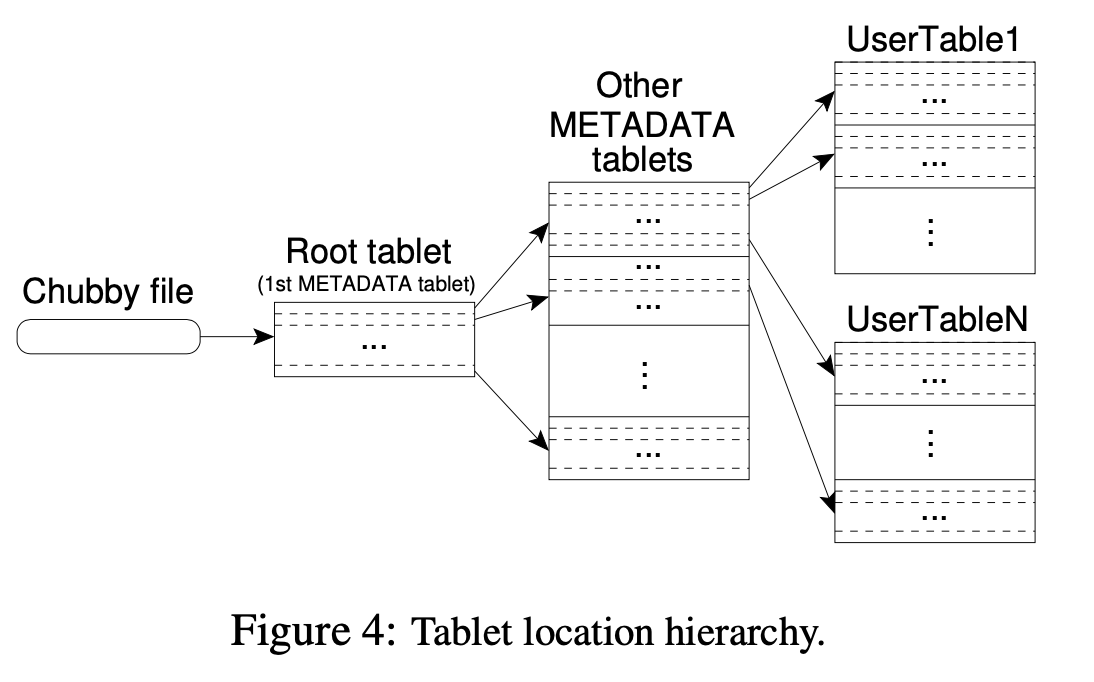 Chubby file
Root tablet
(1st METADATA tablet)
...
Other
METADATA
tablets
...
...
...
⋮
...
UserTable1
...
...
⋮
UserTableN
...
⋮
...
Figure 4: Tablet location hierarchy.